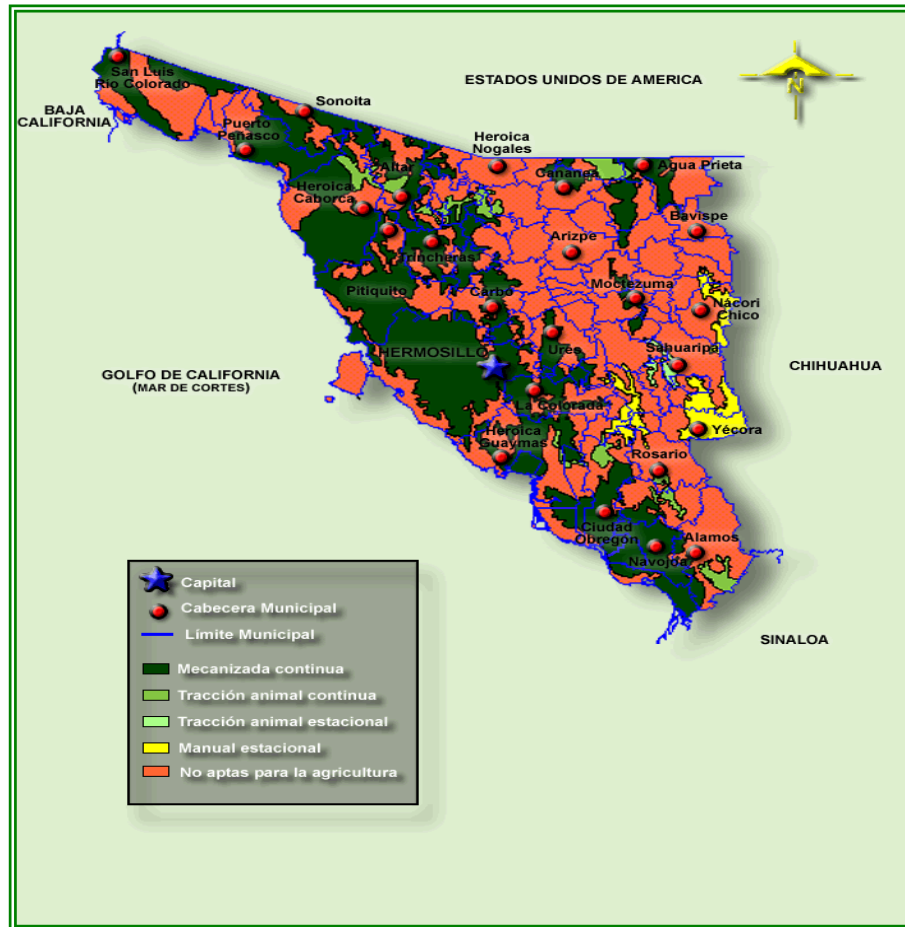 ESTADOS UNIDOS DE AMERICA
N
San Luis
Rio Colorado
BAJA
CALIFORNIA
Sonoita
Puerto
Peñasco
Heroica
Nogales
Agua Prieta
Cananea
Altar
Heroica
Caborca
Bavispe
Arizpe
Trincheras
Pitiquito
Carbó
Moctezuma
Nácori
Chico
HERMOSILLO
Ures
Sahuaripa
CHIHUAHUA
GOLFO DE CALIFORNIA
(MAR DE CORTES)
La Colorada
Heroica
Guaymas
Yécora
Rosario
Ciudad
Obregón
Navojoa
Alamos
SINALOA
Capital
Cabecera Municipal
Límite Municipal
Mecanizada continua
Tracción animal continua
Tracción animal estacional
Manual estacional
No aptas para la agricultura